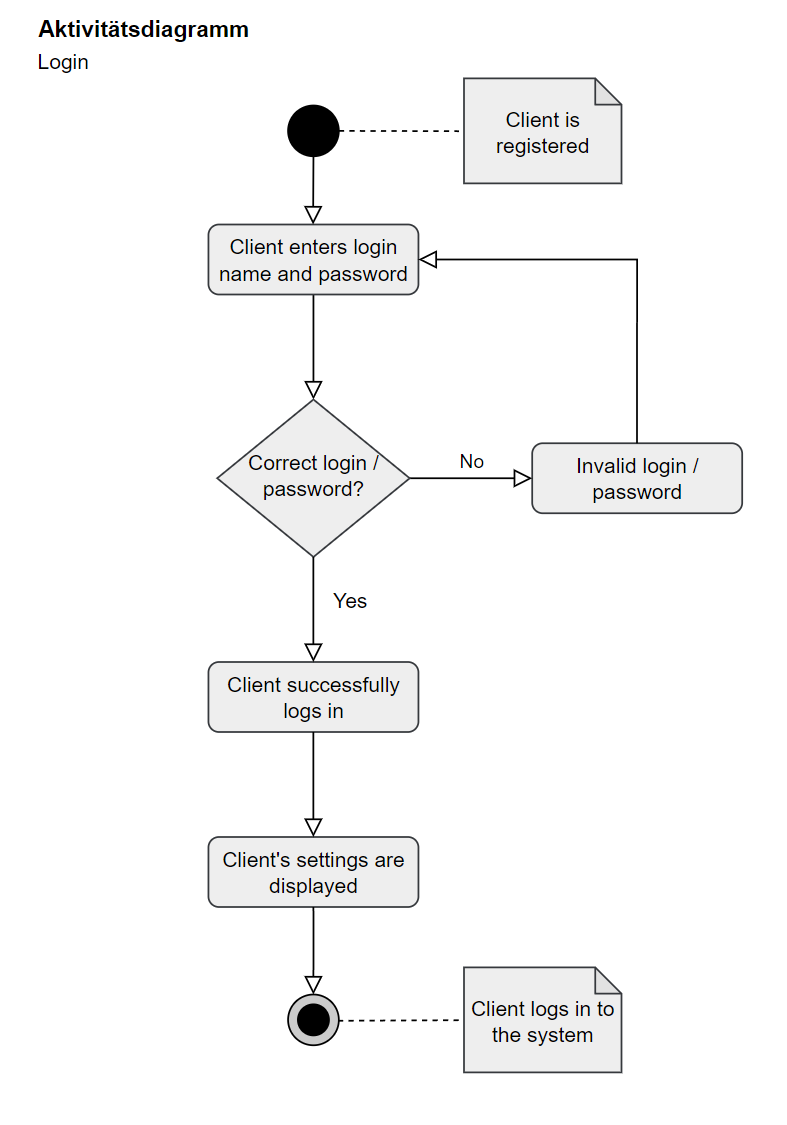 Aktivitätsdiagramm
Login
Client is
registered
Client enters login
name and password
Correct login /
password?
No
Invalid login /
password
Yes
Client successfully
logs in
Client's settings are
displayed
Client logs in to
the system